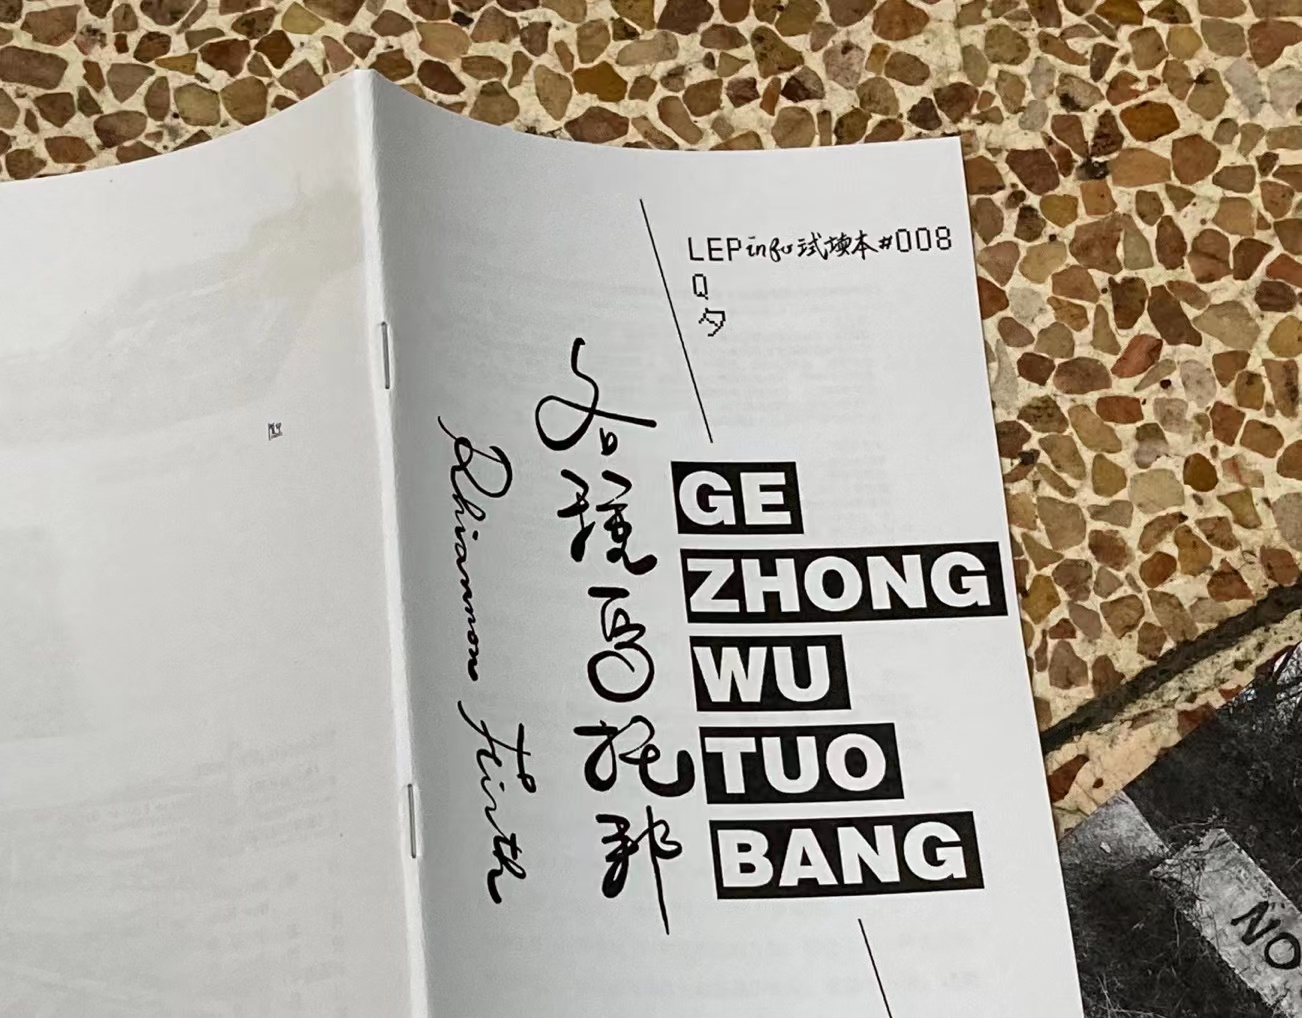 LEPinfo试读本#008
Q
夕
各种乌托邦
Rhiannon Firth
GE
ZHONG
WU
TUO
BANG
NO